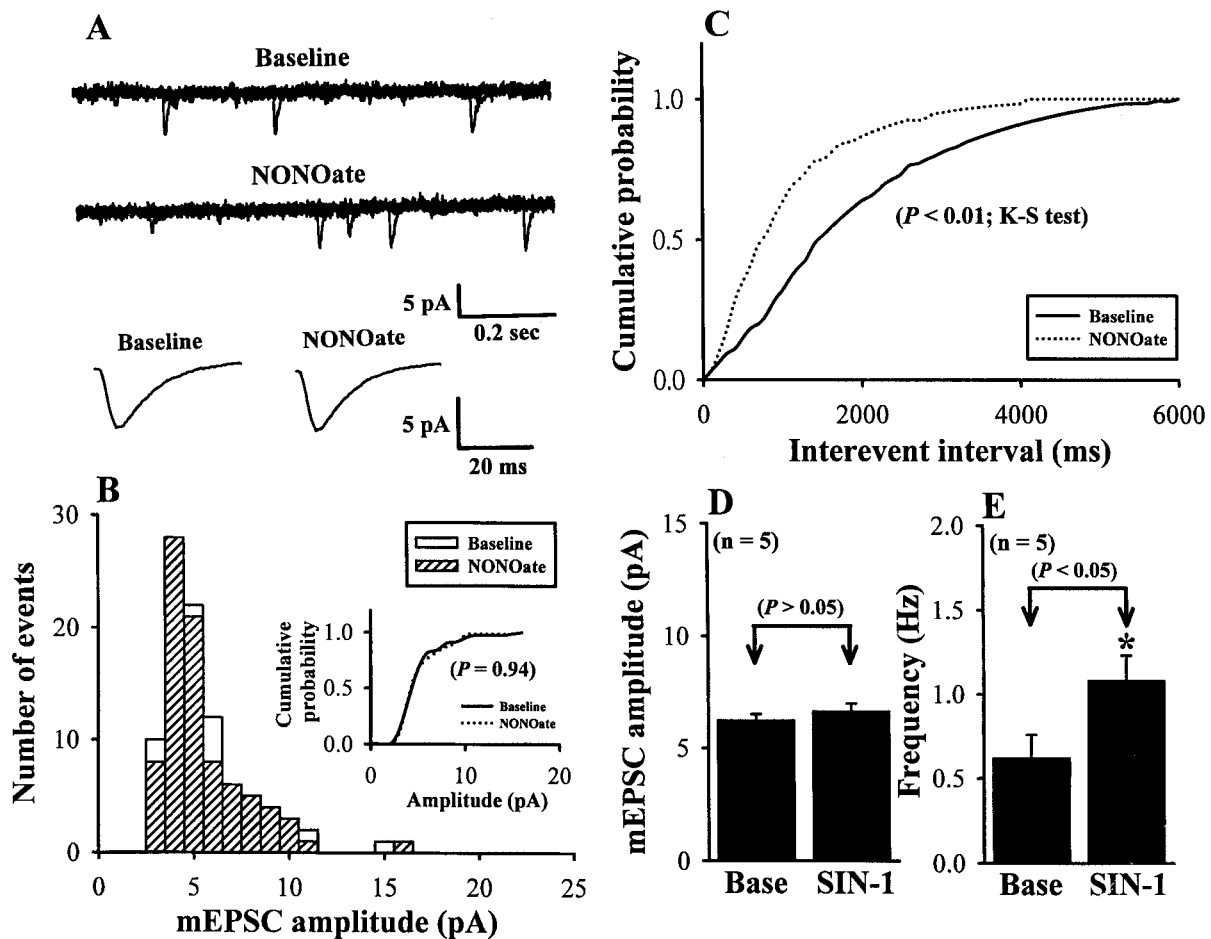 A
Baseline
NONOate
5 pA
0.2 sec
Baseline
NONOate
5 pA
20 ms
B
30
20
10
0
Number of events
0
5
10
15
20
25
mEPSC amplitude (pA)
Baseline
NONOate
1.0
0.5
0.0
Cumulative
probability
(P = 0.94)
Baseline
NONOate
0
10
20
Amplitude (pA)
C
1.0
0.5
0.0
Cumulative probability
(P < 0.01; K-S test)
Baseline
NONOate
0
2000
4000
6000
Interevent interval (ms)
D
15
10
5
0
mEPSC amplitude (pA)
(n = 5)
(P > 0.05)
Base
SIN-1
E
2.0
1.5
1.0
0.5
0.0
Frequency (Hz)
(n = 5)
(P < 0.05)
*
Base
SIN-1